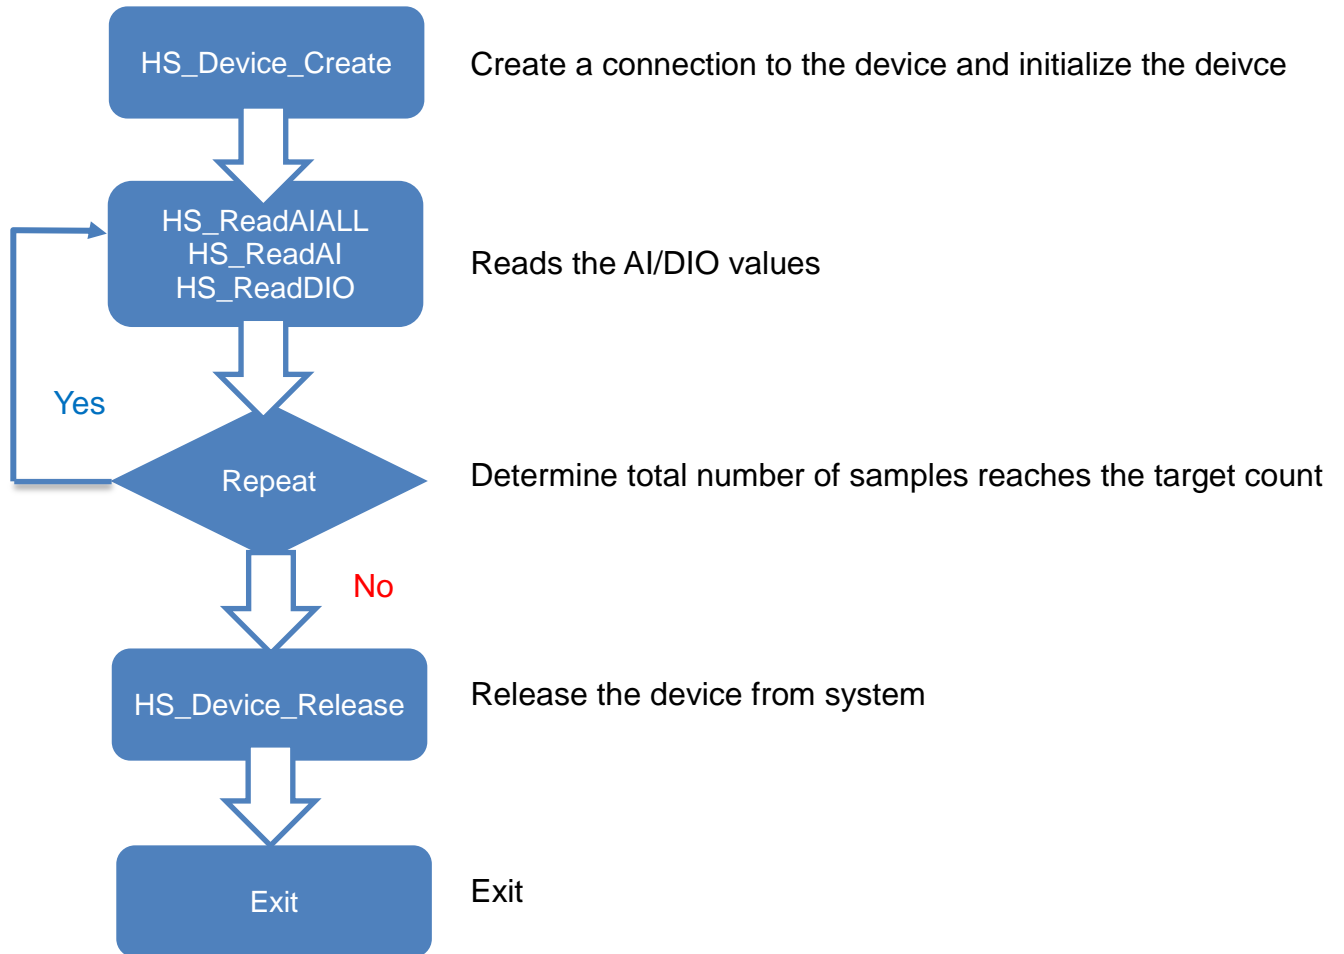 HS_Device_Create
Create a connection to the device and initialize the deivce
HS_ReadAIALL
HS_ReadAI
HS_ReadDIO
Reads the AI/DIO values
Yes
Repeat
Determine total number of samples reaches the target count
No
HS_Device_Release
Release the device from system
Exit
Exit